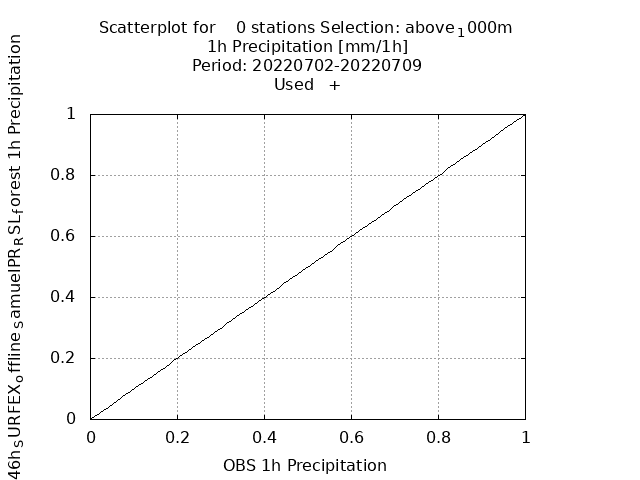 Scatterplot for 0 stations Selection: above₁000m
1h Precipitation [mm/1h]
Period: 20220702-20220709
Used +
46hₛURFEXₒfflineₛamuelPRᵣSLforest 1h Precipitation
1
0.8
0.6
0.4
0.2
0
0 0.2 0.4 0.6 0.8 1
OBS 1h Precipitation